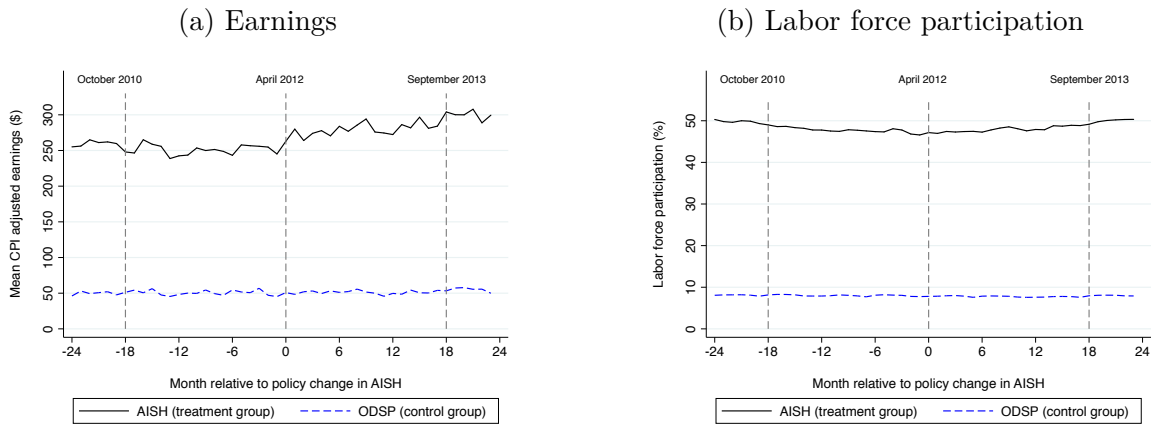 (a) Earnings
October 2010 April 2012 September 2013
Mean CPI adjusted earnings ($)
300
250
200
150
100
50
0
-24 -18 -12 -6 0 6 12 18 24
Month relative to policy change in AISH
AISH (treatment group) ODSP (control group)
(b) Labor force participation
October 2010 April 2012 September 2013
Labor force participation (%)
50
40
30
20
10
0
-24 -18 -12 -6 0 6 12 18 24
Month relative to policy change in AISH
AISH (treatment group) ODSP (control group)